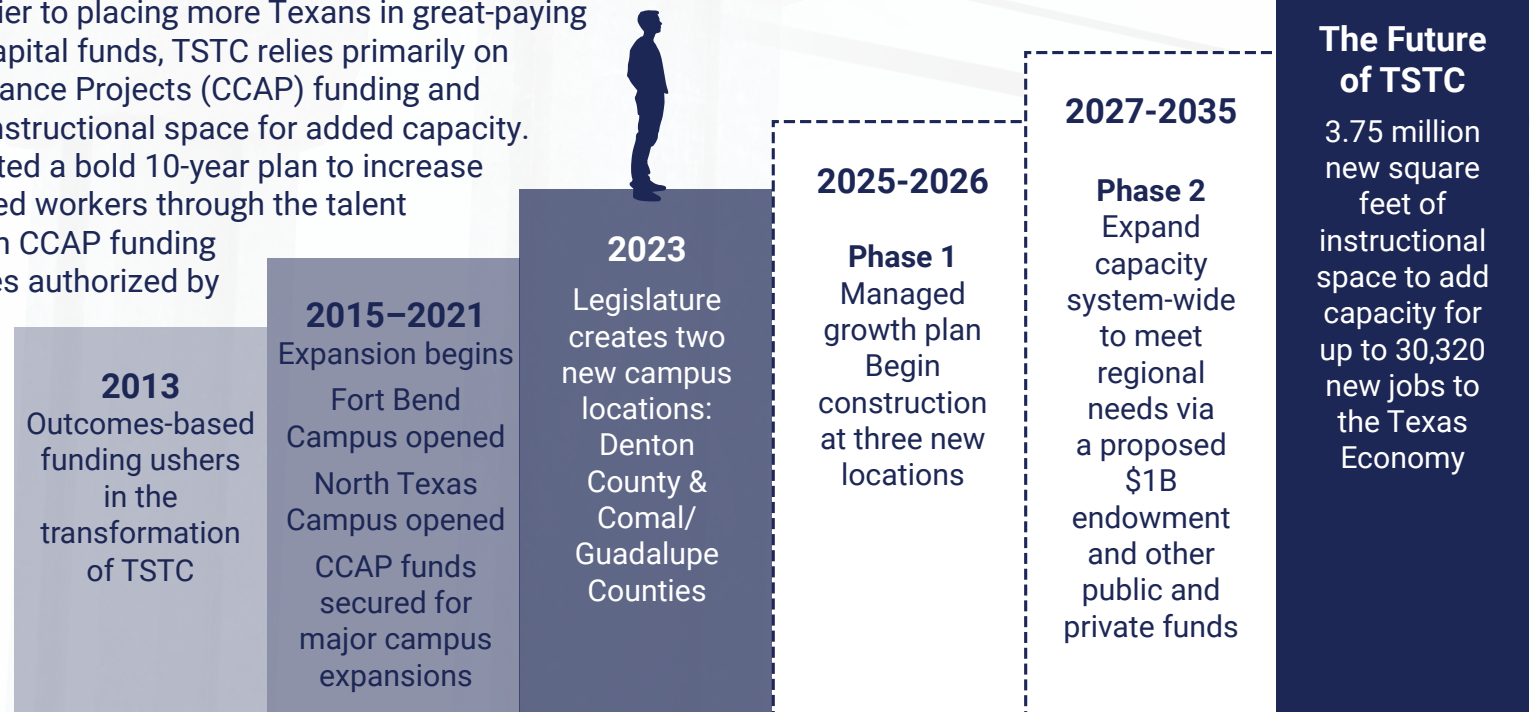 ier to placing more Texans in great-paying
apital funds, TSTC relies primarily on
ance Projects (CCAP) funding and
nstructional space for added capacity.
ted a bold 10-year plan to increase
ed workers through the talent
n CCAP funding
es authorized by
2013
Outcomes-based
funding ushers
in the
transformation
of TSTC
2015–2021
Expansion begins
Fort Bend
Campus opened
North Texas
Campus opened
CCAP funds
secured for
major campus
expansions
2023
Legislature
creates two
new campus
locations:
Denton
County &
Comal/
Guadalupe
Counties
2025-2026
Phase 1
Managed
growth plan
Begin
construction
at three new
locations
2027-2035
Phase 2
Expand
capacity
system-wide
to meet
regional
needs via
a proposed
$1B
endowment
and other
public and
private funds
The Future
of TSTC
3.75 million
new square
feet of
instructional
space to add
capacity for
up to 30,320
new jobs to
the Texas
Economy